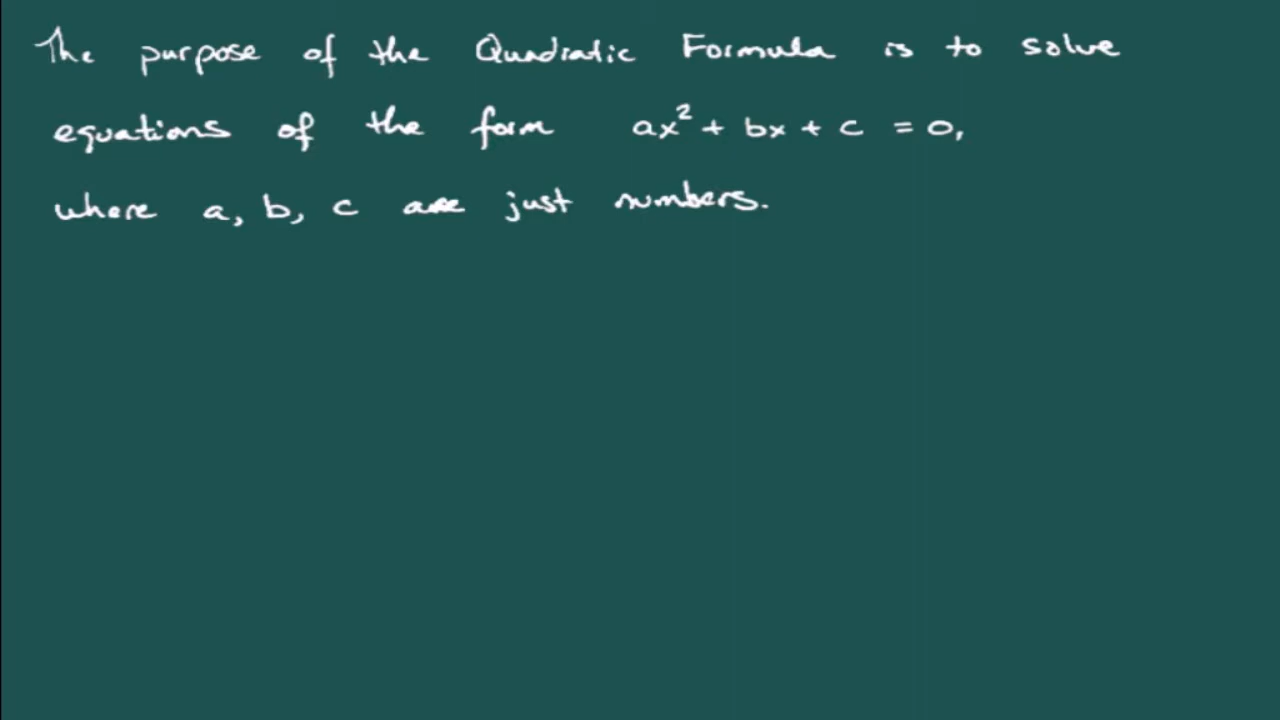 The purpose of the Quadratic Formula is to solve
equations of the form ax² + bx + c = 0,
where a, b, c are just numbers.